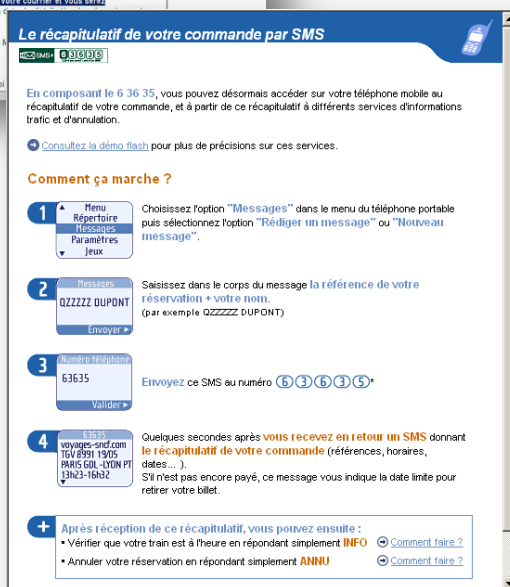 votre courrier et vous serez
Le récapitulatif de votre commande par SMS
SMS+ 63635
En composant le 6 36 35, vous pouvez désormais accéder sur votre téléphone mobile au
récapitulatif de votre commande, et à partir de ce récapitulatif à différents services d'informations
trafic et d'annulation.
Consultez la démo flash pour plus de précisions sur ces services.
Comment ça marche ?
1
Menu
Répertoire
Messages
Paramètres
Jeux
Choisissez l'option "Messages" dans le menu du téléphone portable
puis sélectionnez l'option "Rédiger un message" ou "Nouveau
message".
2
Messages
QZZZZZ DUPONT
Envoyer
Saisissez dans le corps du message la référence de votre
réservation + votre nom.
(par exemple QZZZZZ DUPONT)
3
Numéro téléphone
63635
Valider
Envoyez ce SMS au numéro 63635*
4
63635
voyages-sncf.com
TGV 8991 19/05
PARIS GDL -LYON PT
13h23-16h32
Quelques secondes après vous recevez en retour un SMS donnant
le récapitulatif de votre commande (références, horaires,
dates... ).
S'il n'est pas encore payé, ce message vous indique la date limite pour
retirer votre billet.
+
Après réception de ce récapitulatif, vous pouvez ensuite :
• Vérifier que votre train est à l'heure en répondant simplement INFO Comment faire ?
• Annuler votre réservation en répondant simplement ANNU Comment faire ?